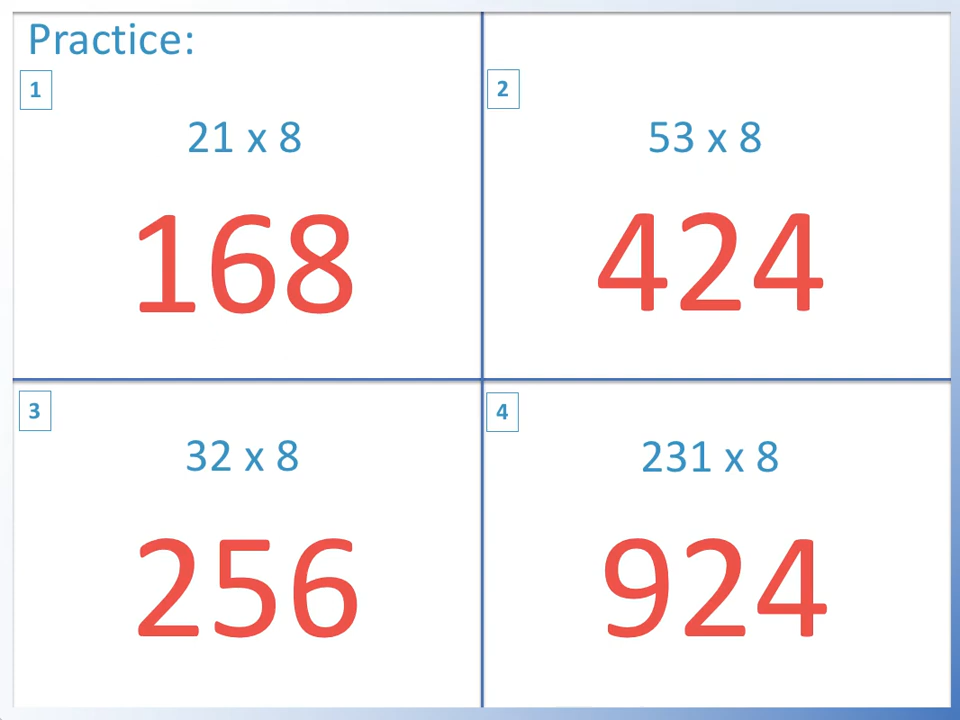 Practice:
1
21 x 8
168
2
53 x 8
424
3
32 x 8
256
4
231 x 8
924